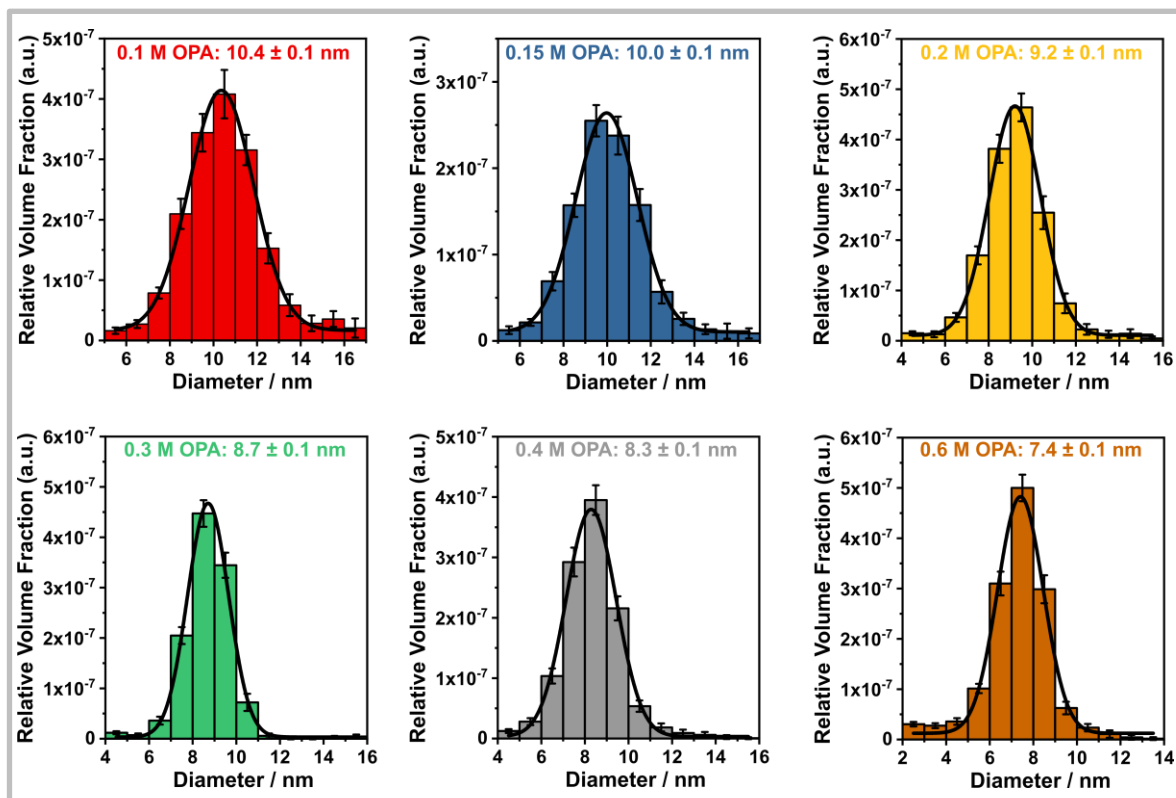 0.1 M OPA: 10.4 ± 0.1 nm
Relative Volume Fraction (a.u.)
5x10⁻⁷
4x10⁻⁷
3x10⁻⁷
2x10⁻⁷
1x10⁻⁷
0
6 8 10 12 14 16
Diameter / nm
0.15 M OPA: 10.0 ± 0.1 nm
Relative Volume Fraction (a.u.)
3x10⁻⁷
2x10⁻⁷
1x10⁻⁷
0
6 8 10 12 14 16
Diameter / nm
0.2 M OPA: 9.2 ± 0.1 nm
Relative Volume Fraction (a.u.)
6x10⁻⁷
5x10⁻⁷
4x10⁻⁷
3x10⁻⁷
2x10⁻⁷
1x10⁻⁷
0
4 6 8 10 12 14 16
Diameter / nm
0.3 M OPA: 8.7 ± 0.1 nm
Relative Volume Fraction (a.u.)
6x10⁻⁷
5x10⁻⁷
4x10⁻⁷
3x10⁻⁷
2x10⁻⁷
1x10⁻⁷
0
4 6 8 10 12 14 16
Diameter / nm
0.4 M OPA: 8.3 ± 0.1 nm
Relative Volume Fraction (a.u.)
5x10⁻⁷
4x10⁻⁷
3x10⁻⁷
2x10⁻⁷
1x10⁻⁷
0
4 6 8 10 12 14 16
Diameter / nm
0.6 M OPA: 7.4 ± 0.1 nm
Relative Volume Fraction (a.u.)
6x10⁻⁷
5x10⁻⁷
4x10⁻⁷
3x10⁻⁷
2x10⁻⁷
1x10⁻⁷
0
2 4 6 8 10 12 14
Diameter / nm